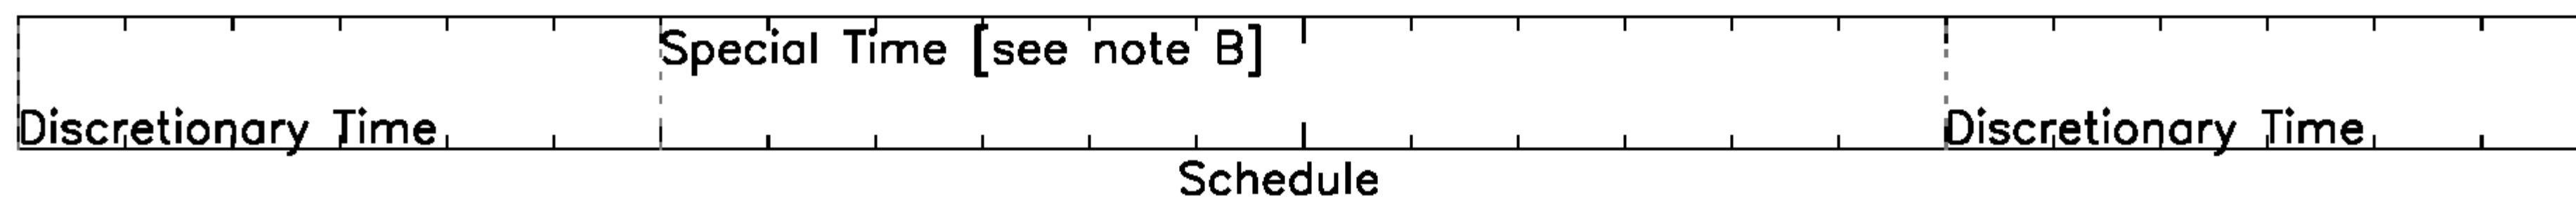 Special Time [see note B]
Discretionary Time
Discretionary Time
Schedule